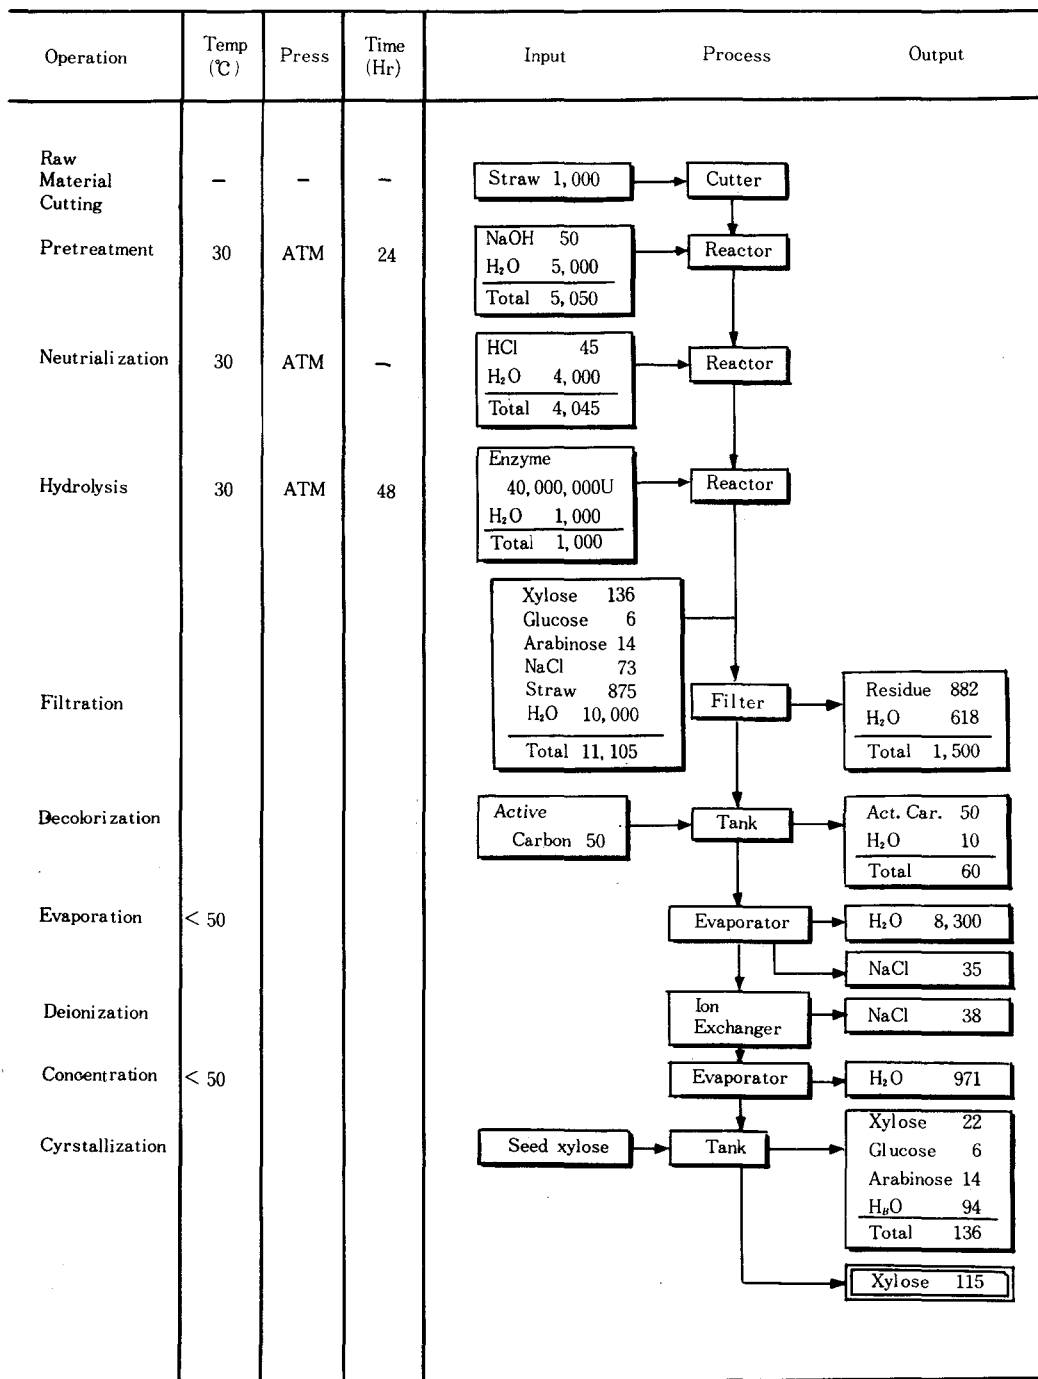 Operation Temp (℃) Press Time (Hr) Input Process Output
Raw Material Cutting – – – Straw 1,000 Cutter
Pretreatment 30 ATM 24 NaOH 50 Reactor
H₂O 5,000
Total 5,050
Neutrialization 30 ATM – HCl 45 Reactor
H₂O 4,000
Total 4,045
Hydrolysis 30 ATM 48 Enzyme Reactor
40,000,000U
H₂O 1,000
Total 1,000
Xylose 136
Glucose 6
Arabinose 14
NaCl 73
Straw 875
H₂O 10,000
Total 11,105
Filtration Filter Residue 882
H₂O 618
Total 1,500
Decolorization Active Carbon 50 Tank Act. Car. 50
H₂O 10
Total 60
Evaporation < 50 Evaporator H₂O 8,300
NaCl 35
Deionization Ion Exchanger NaCl 38
Concentration < 50 Evaporator H₂O 971
Cyrstallization Seed xylose Tank Xylose 22
Glucose 6
Arabinose 14
HᵦO 94
Total 136
Xylose 115